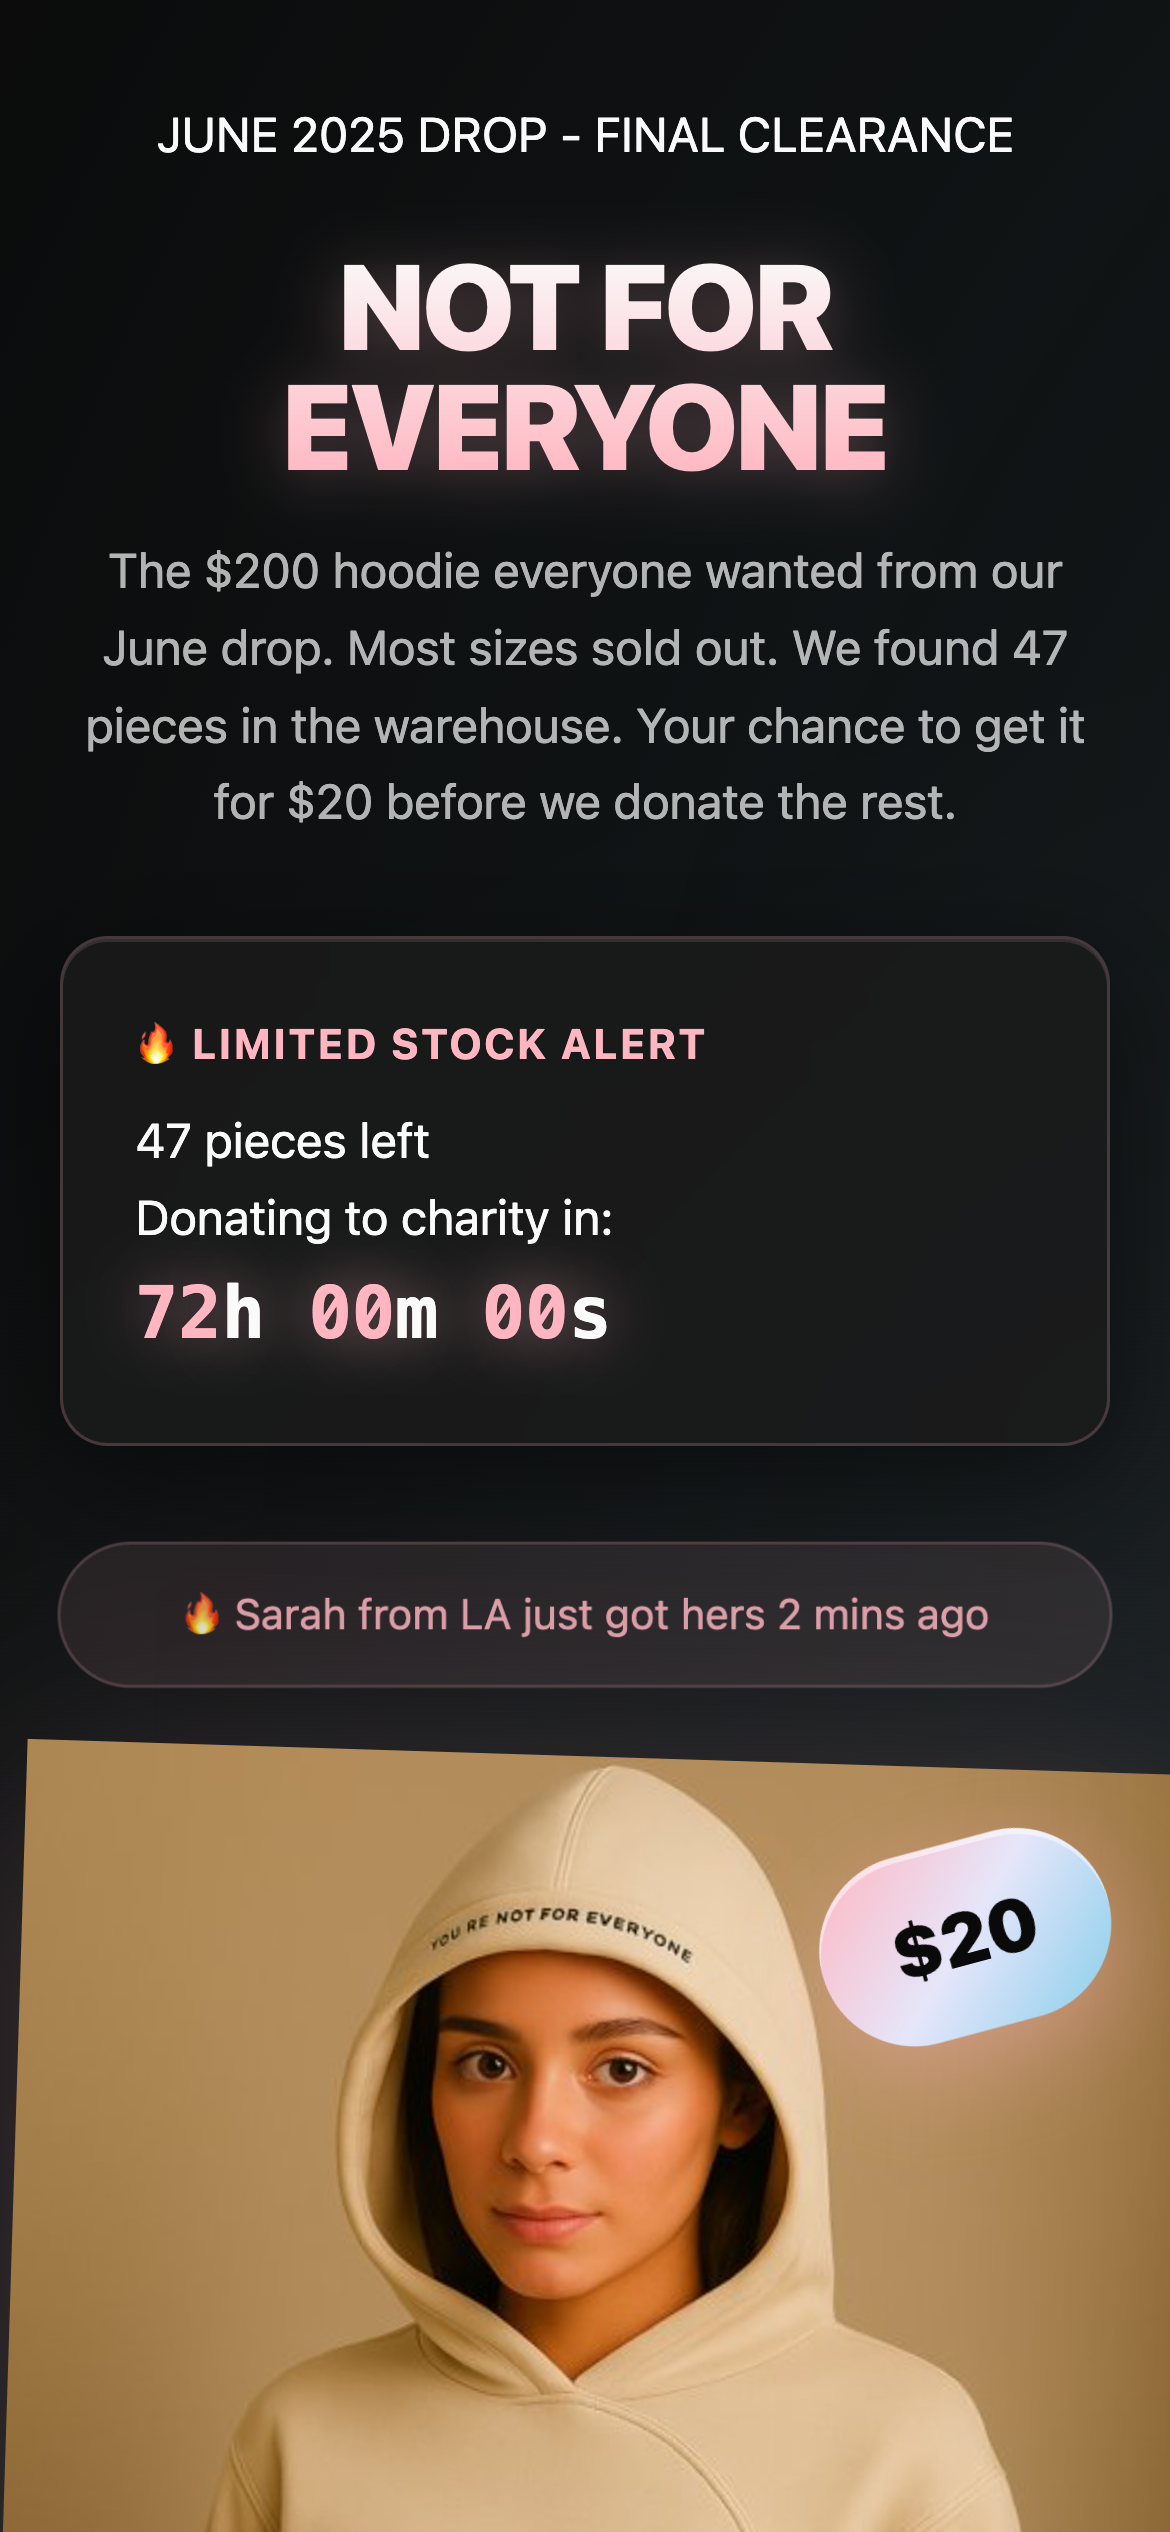 JUNE 2025 DROP - FINAL CLEARANCE
NOT FOR
EVERYONE
The $200 hoodie everyone wanted from our
June drop. Most sizes sold out. We found 47
pieces in the warehouse. Your chance to get it
for $20 before we donate the rest.
🔥 LIMITED STOCK ALERT
47 pieces left
Donating to charity in:
72h 00m 00s
🔥 Sarah from LA just got hers 2 mins ago
$20
YOU RE NOT FOR EVERYONE